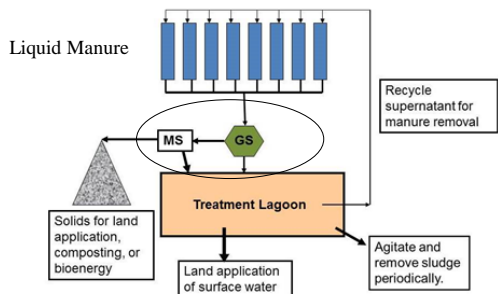 Liquid Manure
Recycle
supernatant for
manure removal
MS
GS
Treatment Lagoon
Solids for land
application,
composting, or
bioenergy
Land application
of surface water
Agitate and
remove sludge
periodically.